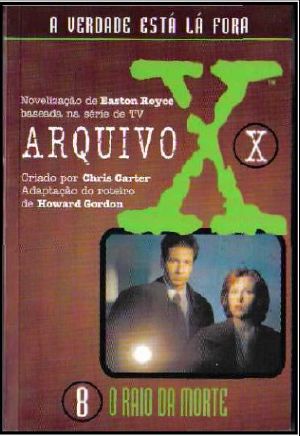 A VERDADE ESTÁ LÁ FORA
X
TM
Novelização de Easton Royce
baseada na série de TV
ARQUIVO X
Criado por Chris Carter
Adaptação do roteiro
de Howard Gordon
8 O RAIO DA MORTE